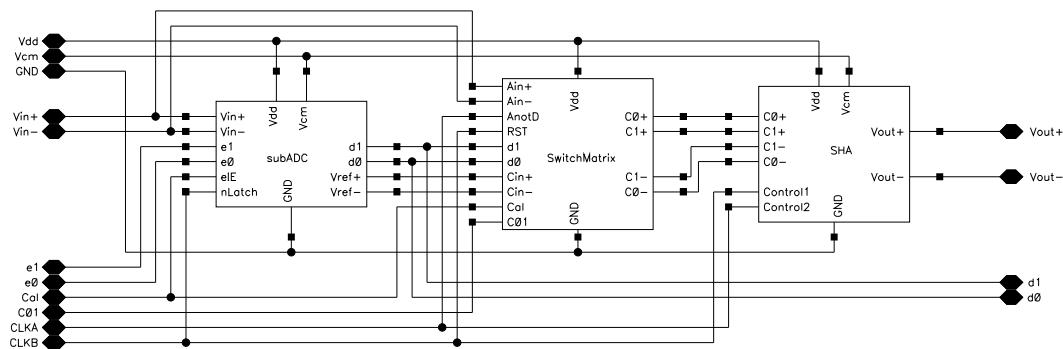 Vdd
Vcm
GND
Vin+
Vin-
e1
e0
Cal
C01
CLKA
CLKB
Vdd
Vcm
Vin+
Vin-
e1
e0
elE
nLatch
subADC
GND
d1
d0
Vref+
Vref-
Vdd
Ain+
Ain-
AnotD
RST
d1
d0
Cin+
Cin-
Cal
C01
SwitchMatrix
GND
C0+
C1+
C1-
C0-
Vdd
Vcm
C0+
C1+
C1-
C0-
Control1
Control2
SHA
GND
Vout+
Vout-
Vout+
Vout-
d1
d0